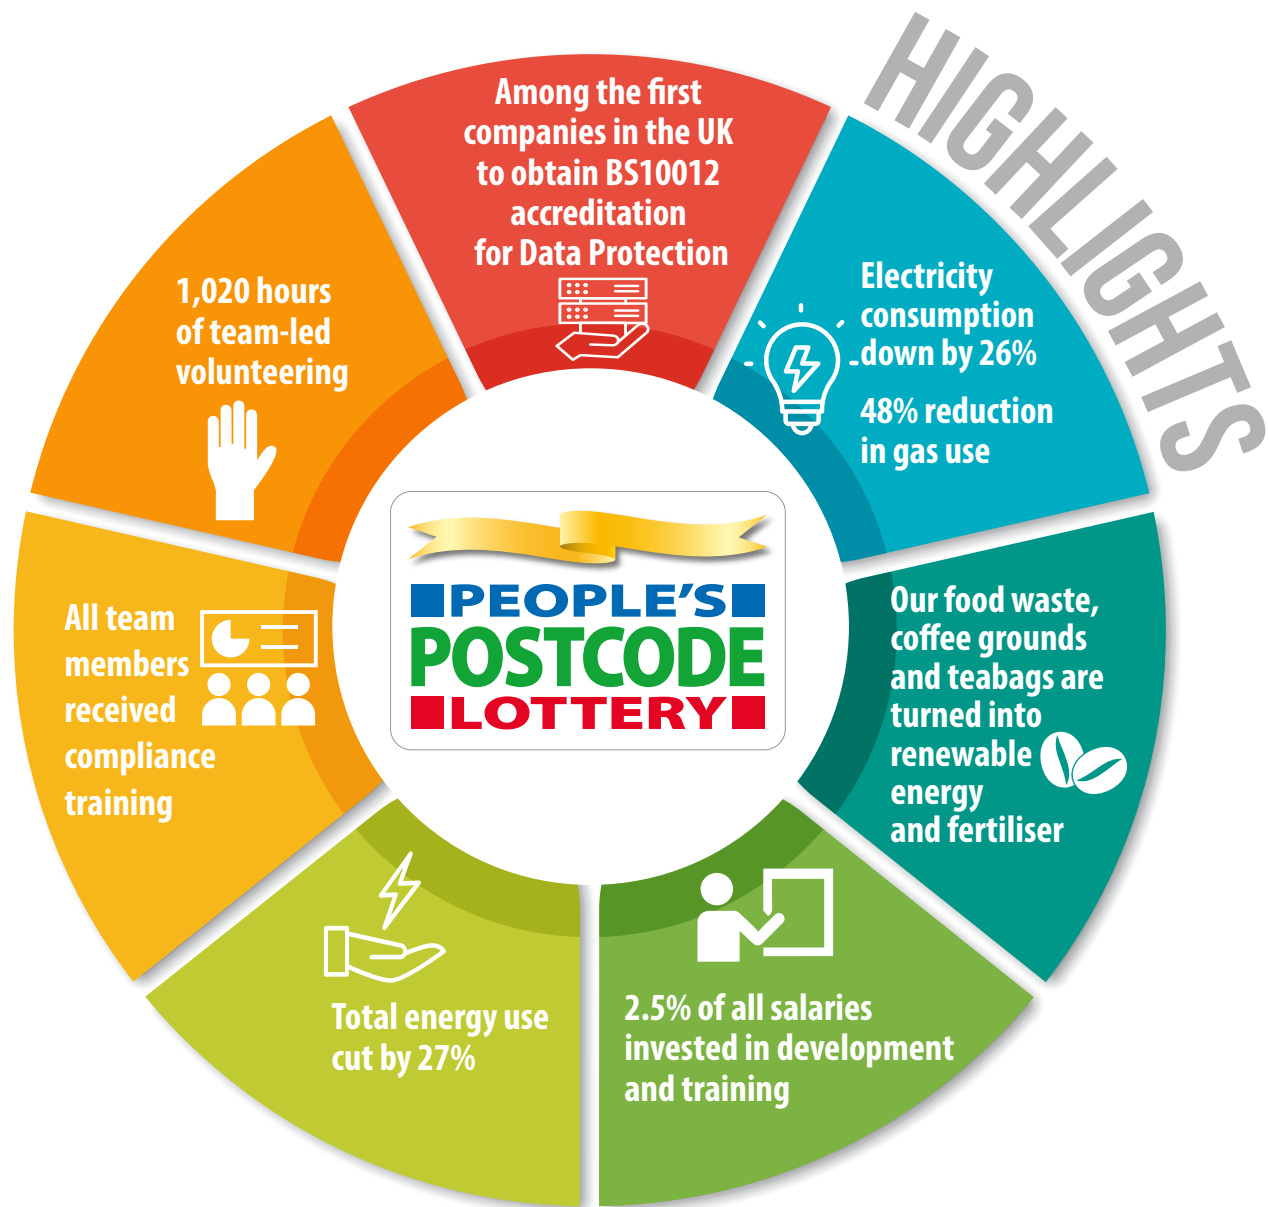 HIGHLIGHTS
Among the first
companies in the UK
to obtain BS10012
accreditation
for Data Protection
Electricity
consumption
down by 26%
48% reduction
in gas use
Our food waste,
coffee grounds
and teabags are
turned into
renewable
energy
and fertiliser
2.5% of all salaries
invested in development
and training
Total energy use
cut by 27%
All team
members
received
compliance
training
1,020 hours
of team-led
volunteering
PEOPLE'S
POSTCODE
LOTTERY